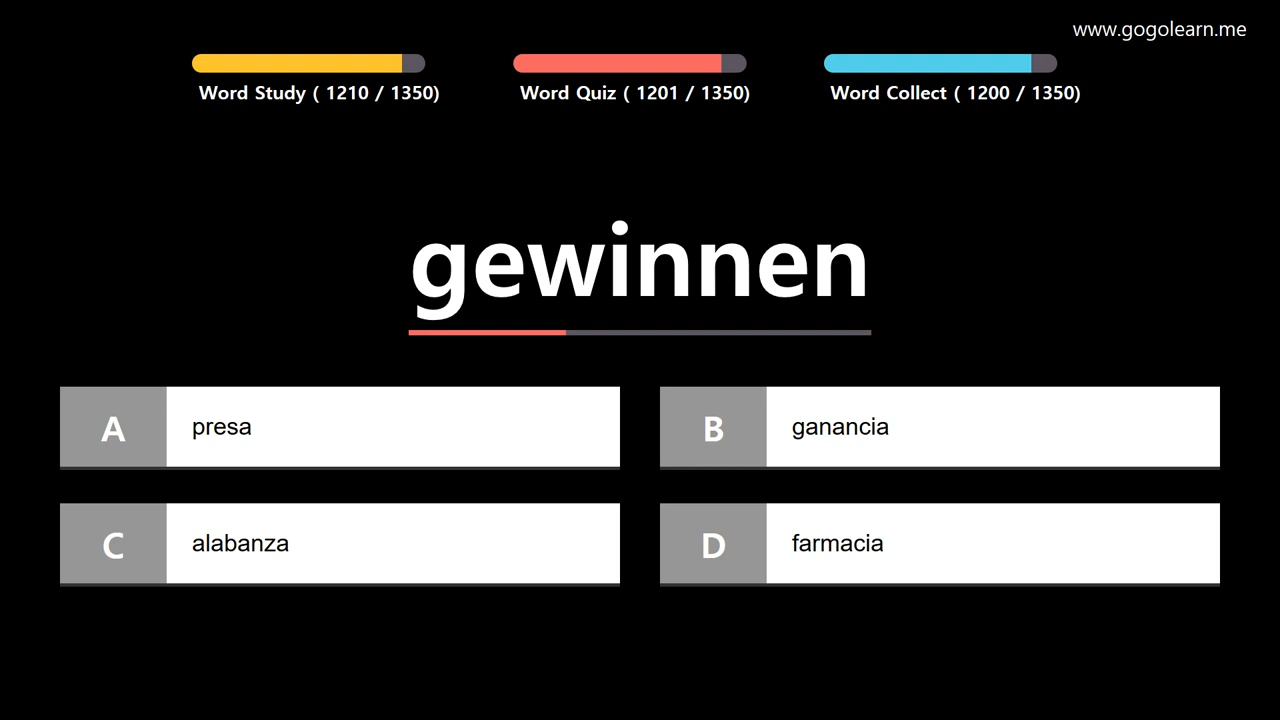 www.gogolearn.me
Word Study ( 1210 / 1350)
Word Quiz ( 1201 / 1350)
Word Collect ( 1200 / 1350)
gewinnen
A presa
B ganancia
C alabanza
D farmacia